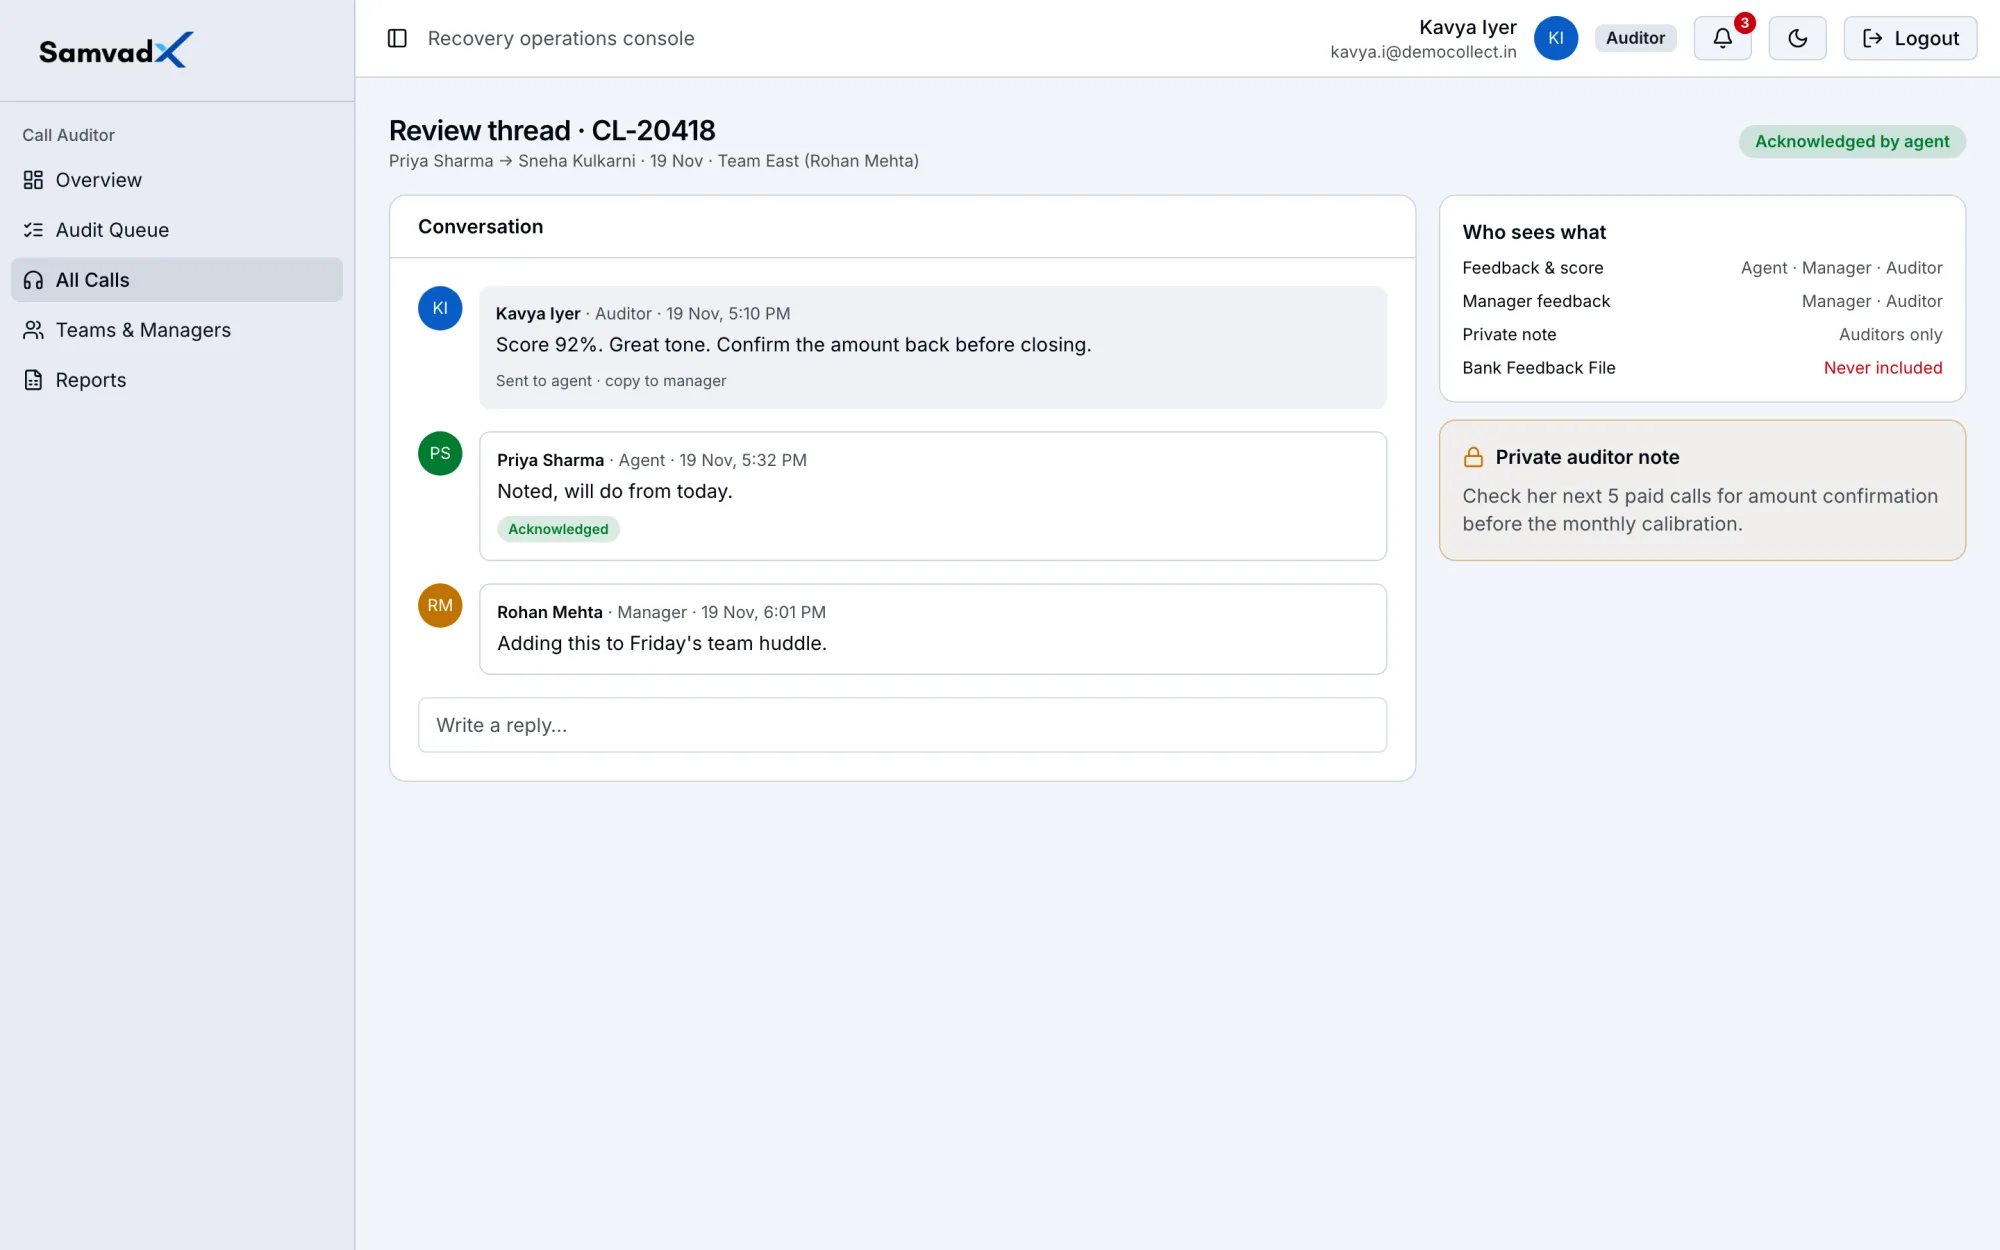 SamvadX
Recovery operations console
Kavya Iyer
kavya.i@democollect.in
KI
Auditor
3
Logout
Call Auditor
Overview
Audit Queue
All Calls
Teams & Managers
Reports
Review thread · CL-20418
Priya Sharma → Sneha Kulkarni · 19 Nov · Team East (Rohan Mehta)
Acknowledged by agent
Conversation
KI
Kavya Iyer · Auditor · 19 Nov, 5:10 PM
Score 92%. Great tone. Confirm the amount back before closing.
Sent to agent · copy to manager
PS
Priya Sharma · Agent · 19 Nov, 5:32 PM
Noted, will do from today.
Acknowledged
RM
Rohan Mehta · Manager · 19 Nov, 6:01 PM
Adding this to Friday's team huddle.
Write a reply...
Who sees what
Feedback & score Agent · Manager · Auditor
Manager feedback Manager · Auditor
Private note Auditors only
Bank Feedback File Never included
Private auditor note
Check her next 5 paid calls for amount confirmation
before the monthly calibration.